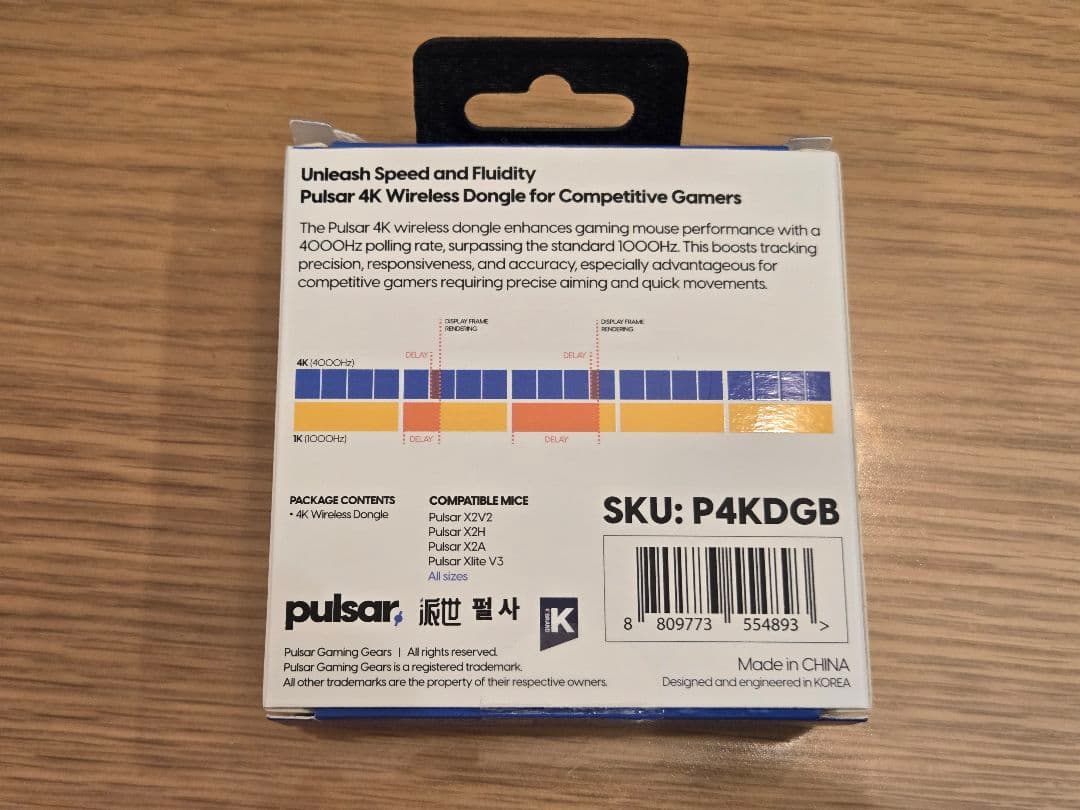 Unleash Speed and Fluidity
Pulsar 4K Wireless Dongle for Competitive Gamers
The Pulsar 4K wireless dongle enhances gaming mouse performance with a
4000Hz polling rate, surpassing the standard 1000Hz. This boosts tracking
precision, responsiveness, and accuracy, especially advantageous for
competitive gamers requiring precise aiming and quick movements.
DISPLAY FRAME
RENDERING
DISPLAY FRAME
RENDERING
DELAY
DELAY
4K (4000Hz)
1K (1000Hz)
DELAY
DELAY
PACKAGE CONTENTS
• 4K Wireless Dongle
COMPATIBLE MICE
Pulsar X2V2
Pulsar X2H
Pulsar X2A
Pulsar Xlite V3
All sizes
SKU: P4KDGB
8 809773 554893 >
pulsar 派世 펄사 K BRAND
Pulsar Gaming Gears | All rights reserved.
Pulsar Gaming Gears is a registered trademark.
All other trademarks are the property of their respective owners.
Made in CHINA
Designed and engineered in KOREA